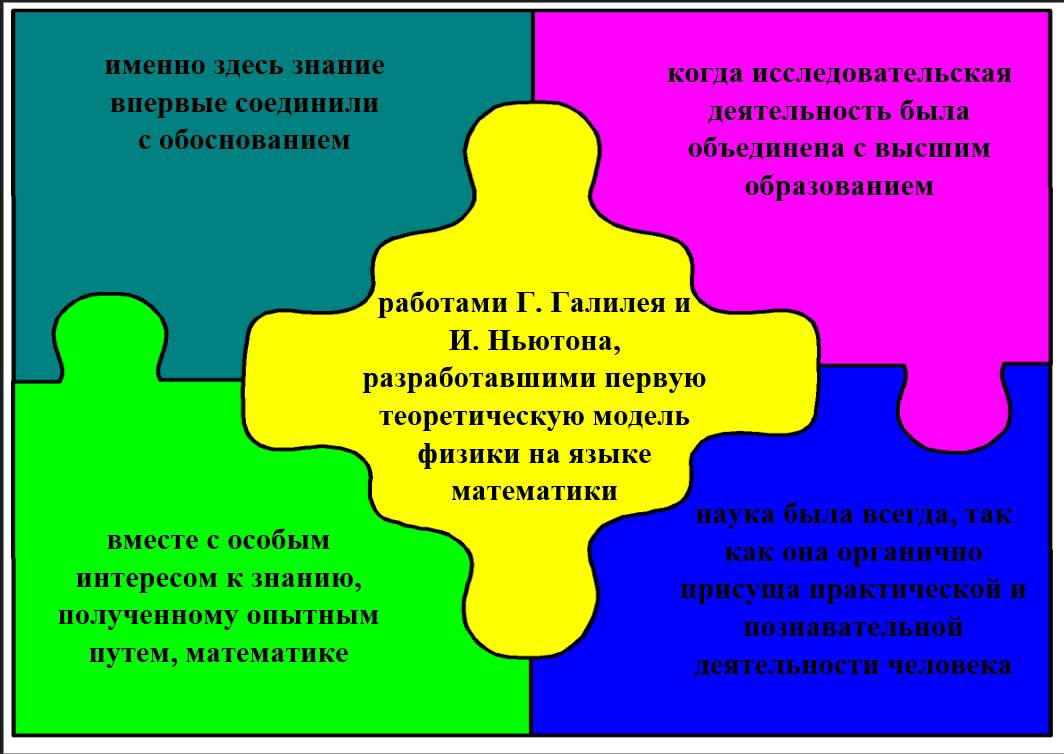 именно здесь знание
впервые соединили
с обоснованием
когда исследовательская
деятельность была
объединена с высшим
образованием
работами Г. Галилея и
И. Ньютона,
разработавшими первую
теоретическую модель
физики на языке
математики
вместе с особым
интересом к знанию,
полученному опытным
путем, математике
наука была всегда, так
как она органично
присуща практической и
познавательной
деятельности человека